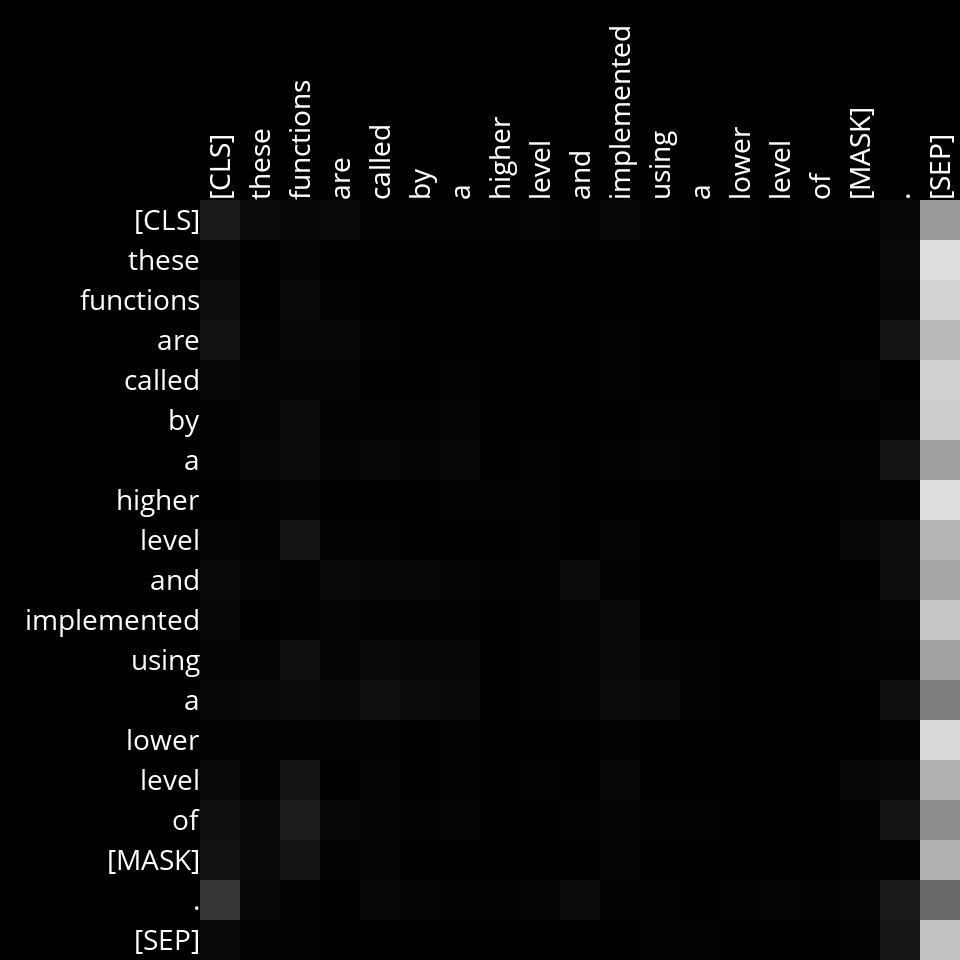 [CLS] these functions are called by a higher level and implemented using a lower level of [MASK] . [SEP]
[CLS]
these
functions
are
called
by
a
higher
level
and
implemented
using
a
lower
level
of
[MASK]
.
[SEP]